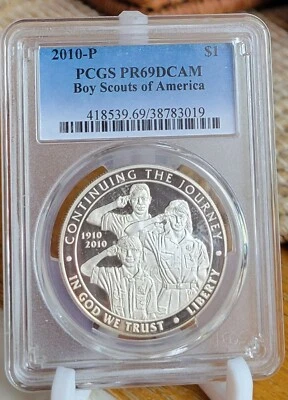 2010-P $1
PCGS PR69DCAM
Boy Scouts of America
418539.69/38783019
CONTINUING THE JOURNEY
1910
2010
IN GOD WE TRUST • LIBERTY